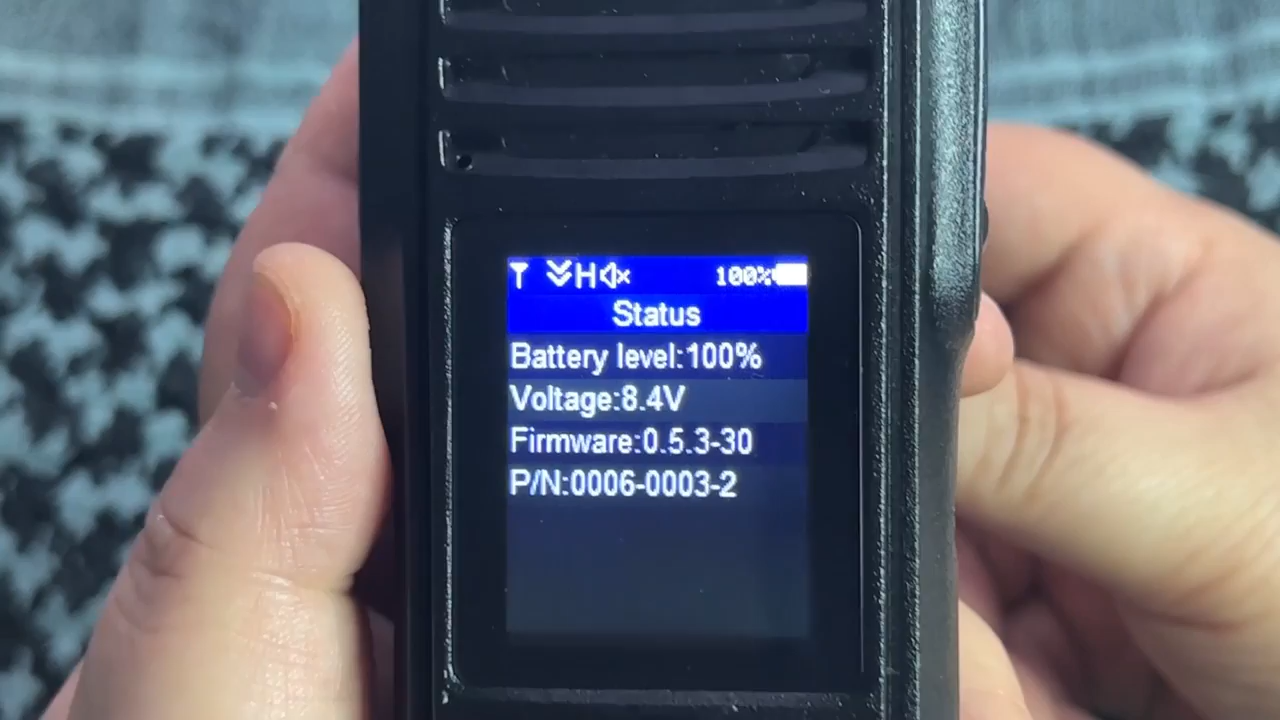 H 100%
Status
Battery level:100%
Voltage:8.4V
Firmware:0.5.3-30
P/N:0006-0003-2